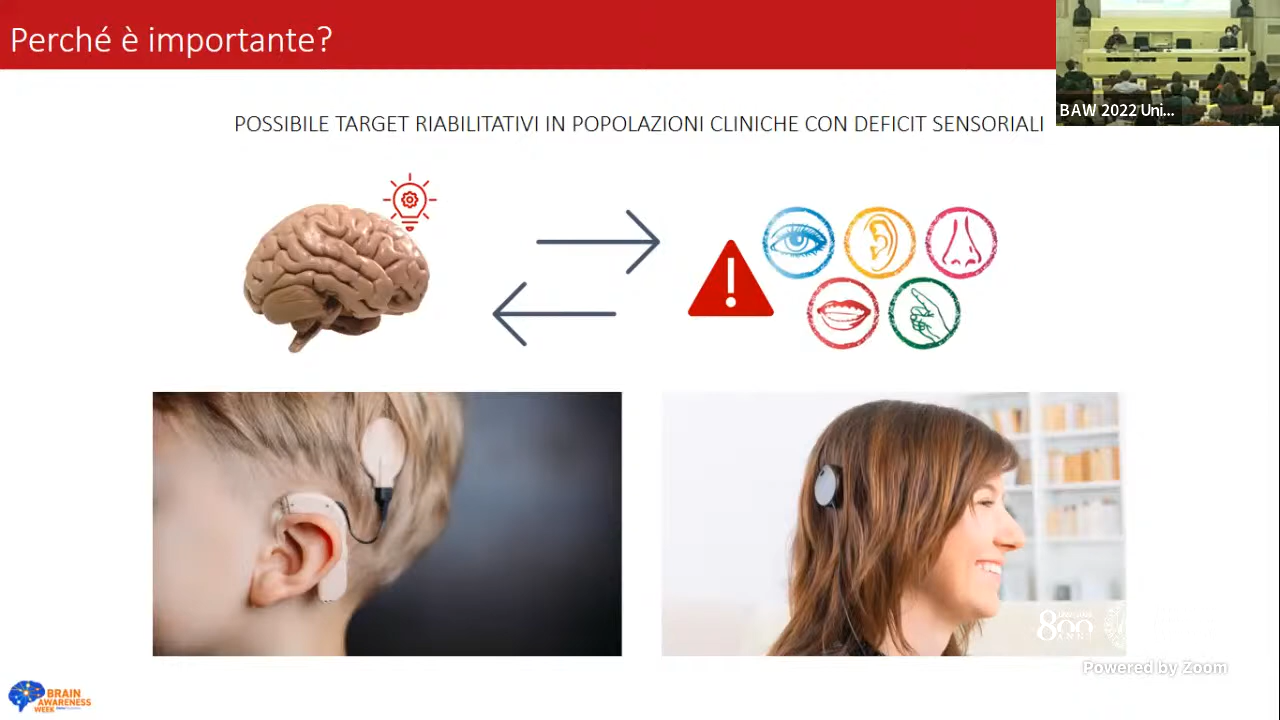 Perché è importante?
BAW 2022 Uni...
POSSIBILE TARGET RIABILITATIVI IN POPOLAZIONI CLINICHE CON DEFICIT SENSORIALI
800
Powered by Zoom
BRAIN
AWARENESS
WEEK